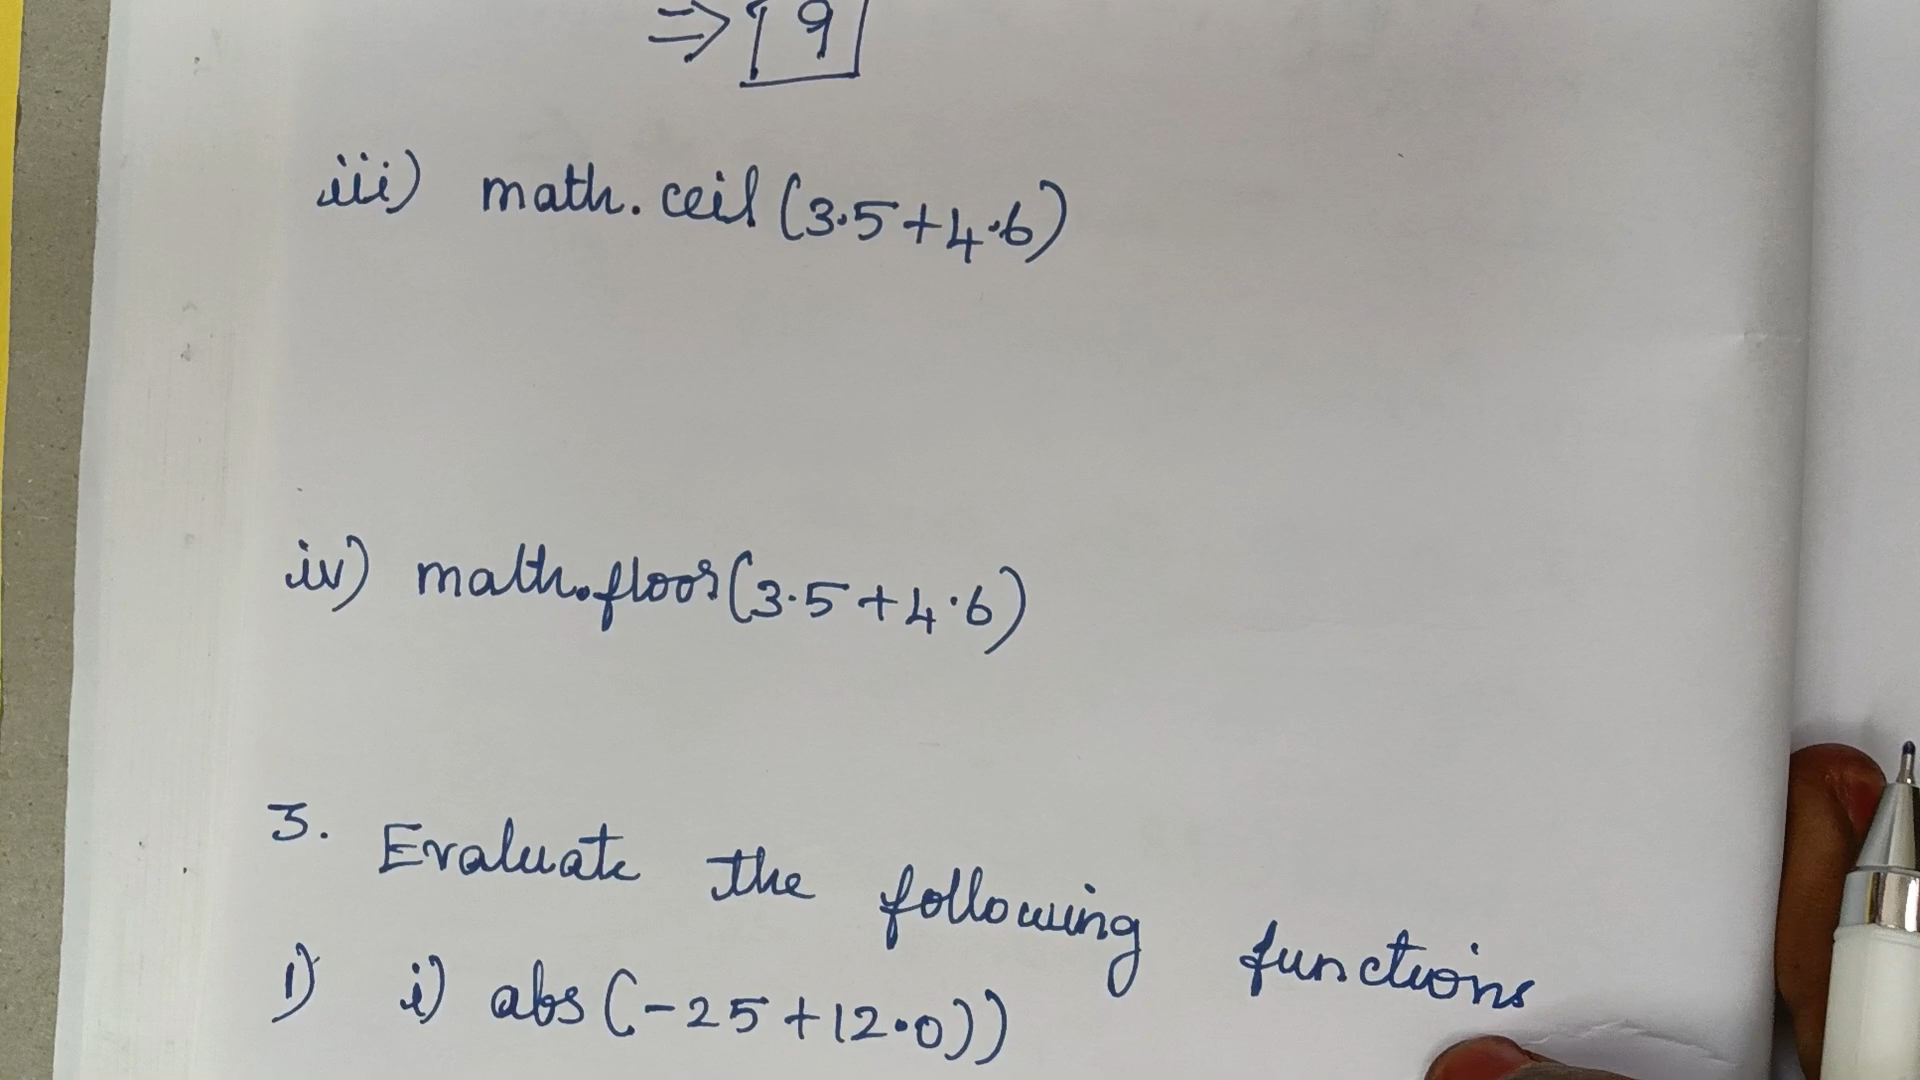 ⇒ 9
iii) math.ceil(3.5+4.6)
iv) math.floor(3.5+4.6)
3. Evaluate the following functions
1) i) abs(-25+12.0))